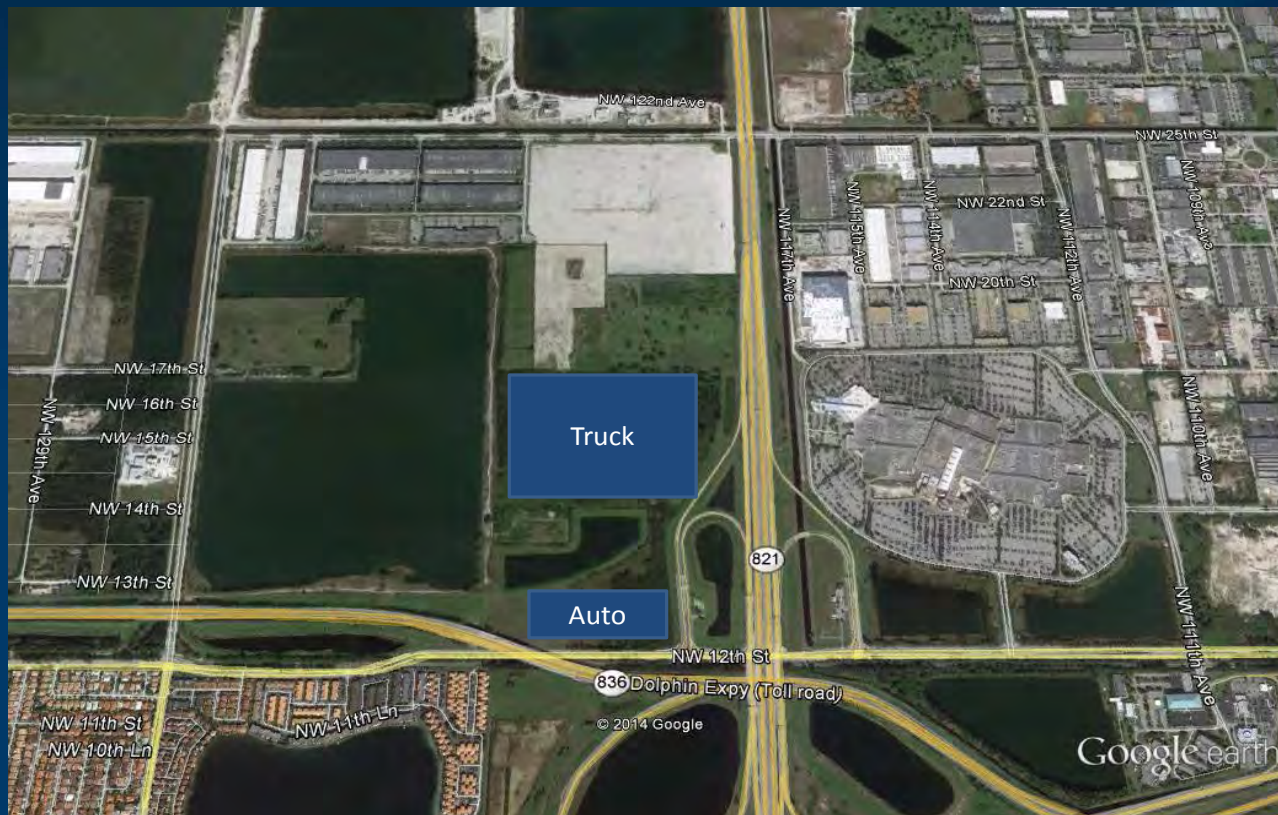 NW 122nd Ave
NW 25th St
NW 109th Ave
NW 22nd St
NW 115th Ave
NW 114th Ave
NW 117th Ave
NW 112th Ave
NW 20th St
NW 17th St
NW 16th St
NW 15th St
NW 129th Ave
NW 110th Ave
Truck
NW 14th St
821
NW 13th St
Auto
NW 111th Ave
NW 12th St
836 Dolphin Expy (Toll road)
NW 11th St
NW 11th Ln
NW 10th Ln
© 2014 Google
Google earth